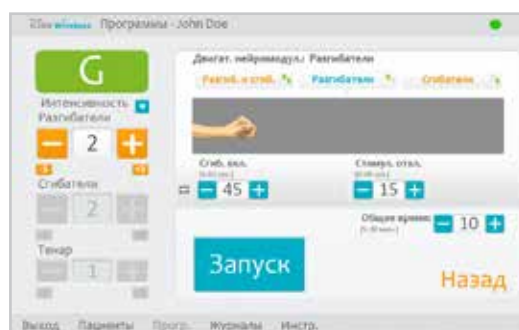 Программы - John Doe
G
Интенсивность
Разгибатели
2
Сгибатели
2
Тенар
1
Двигат. нейромодул.: Разгибатели
Разгиб. и сгиб.
Разгибатели
Сгибатели
Сгиб. вкл.
45
Стимул. откл.
15
Общее время:
10
Запуск
Назад
Выход Пациенты Прогр. Журналы Инстр.